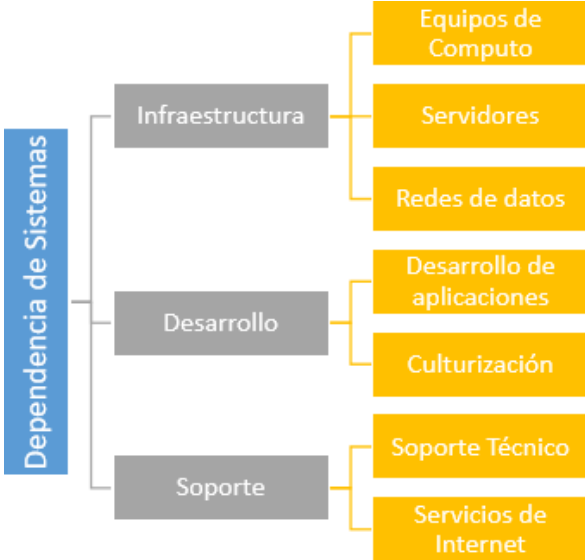 Dependencia de Sistemas
Infraestructura
Equipos de
Computo
Servidores
Redes de datos
Desarrollo
Desarrollo de
aplicaciones
Culturización
Soporte
Soporte Técnico
Servicios de
Internet